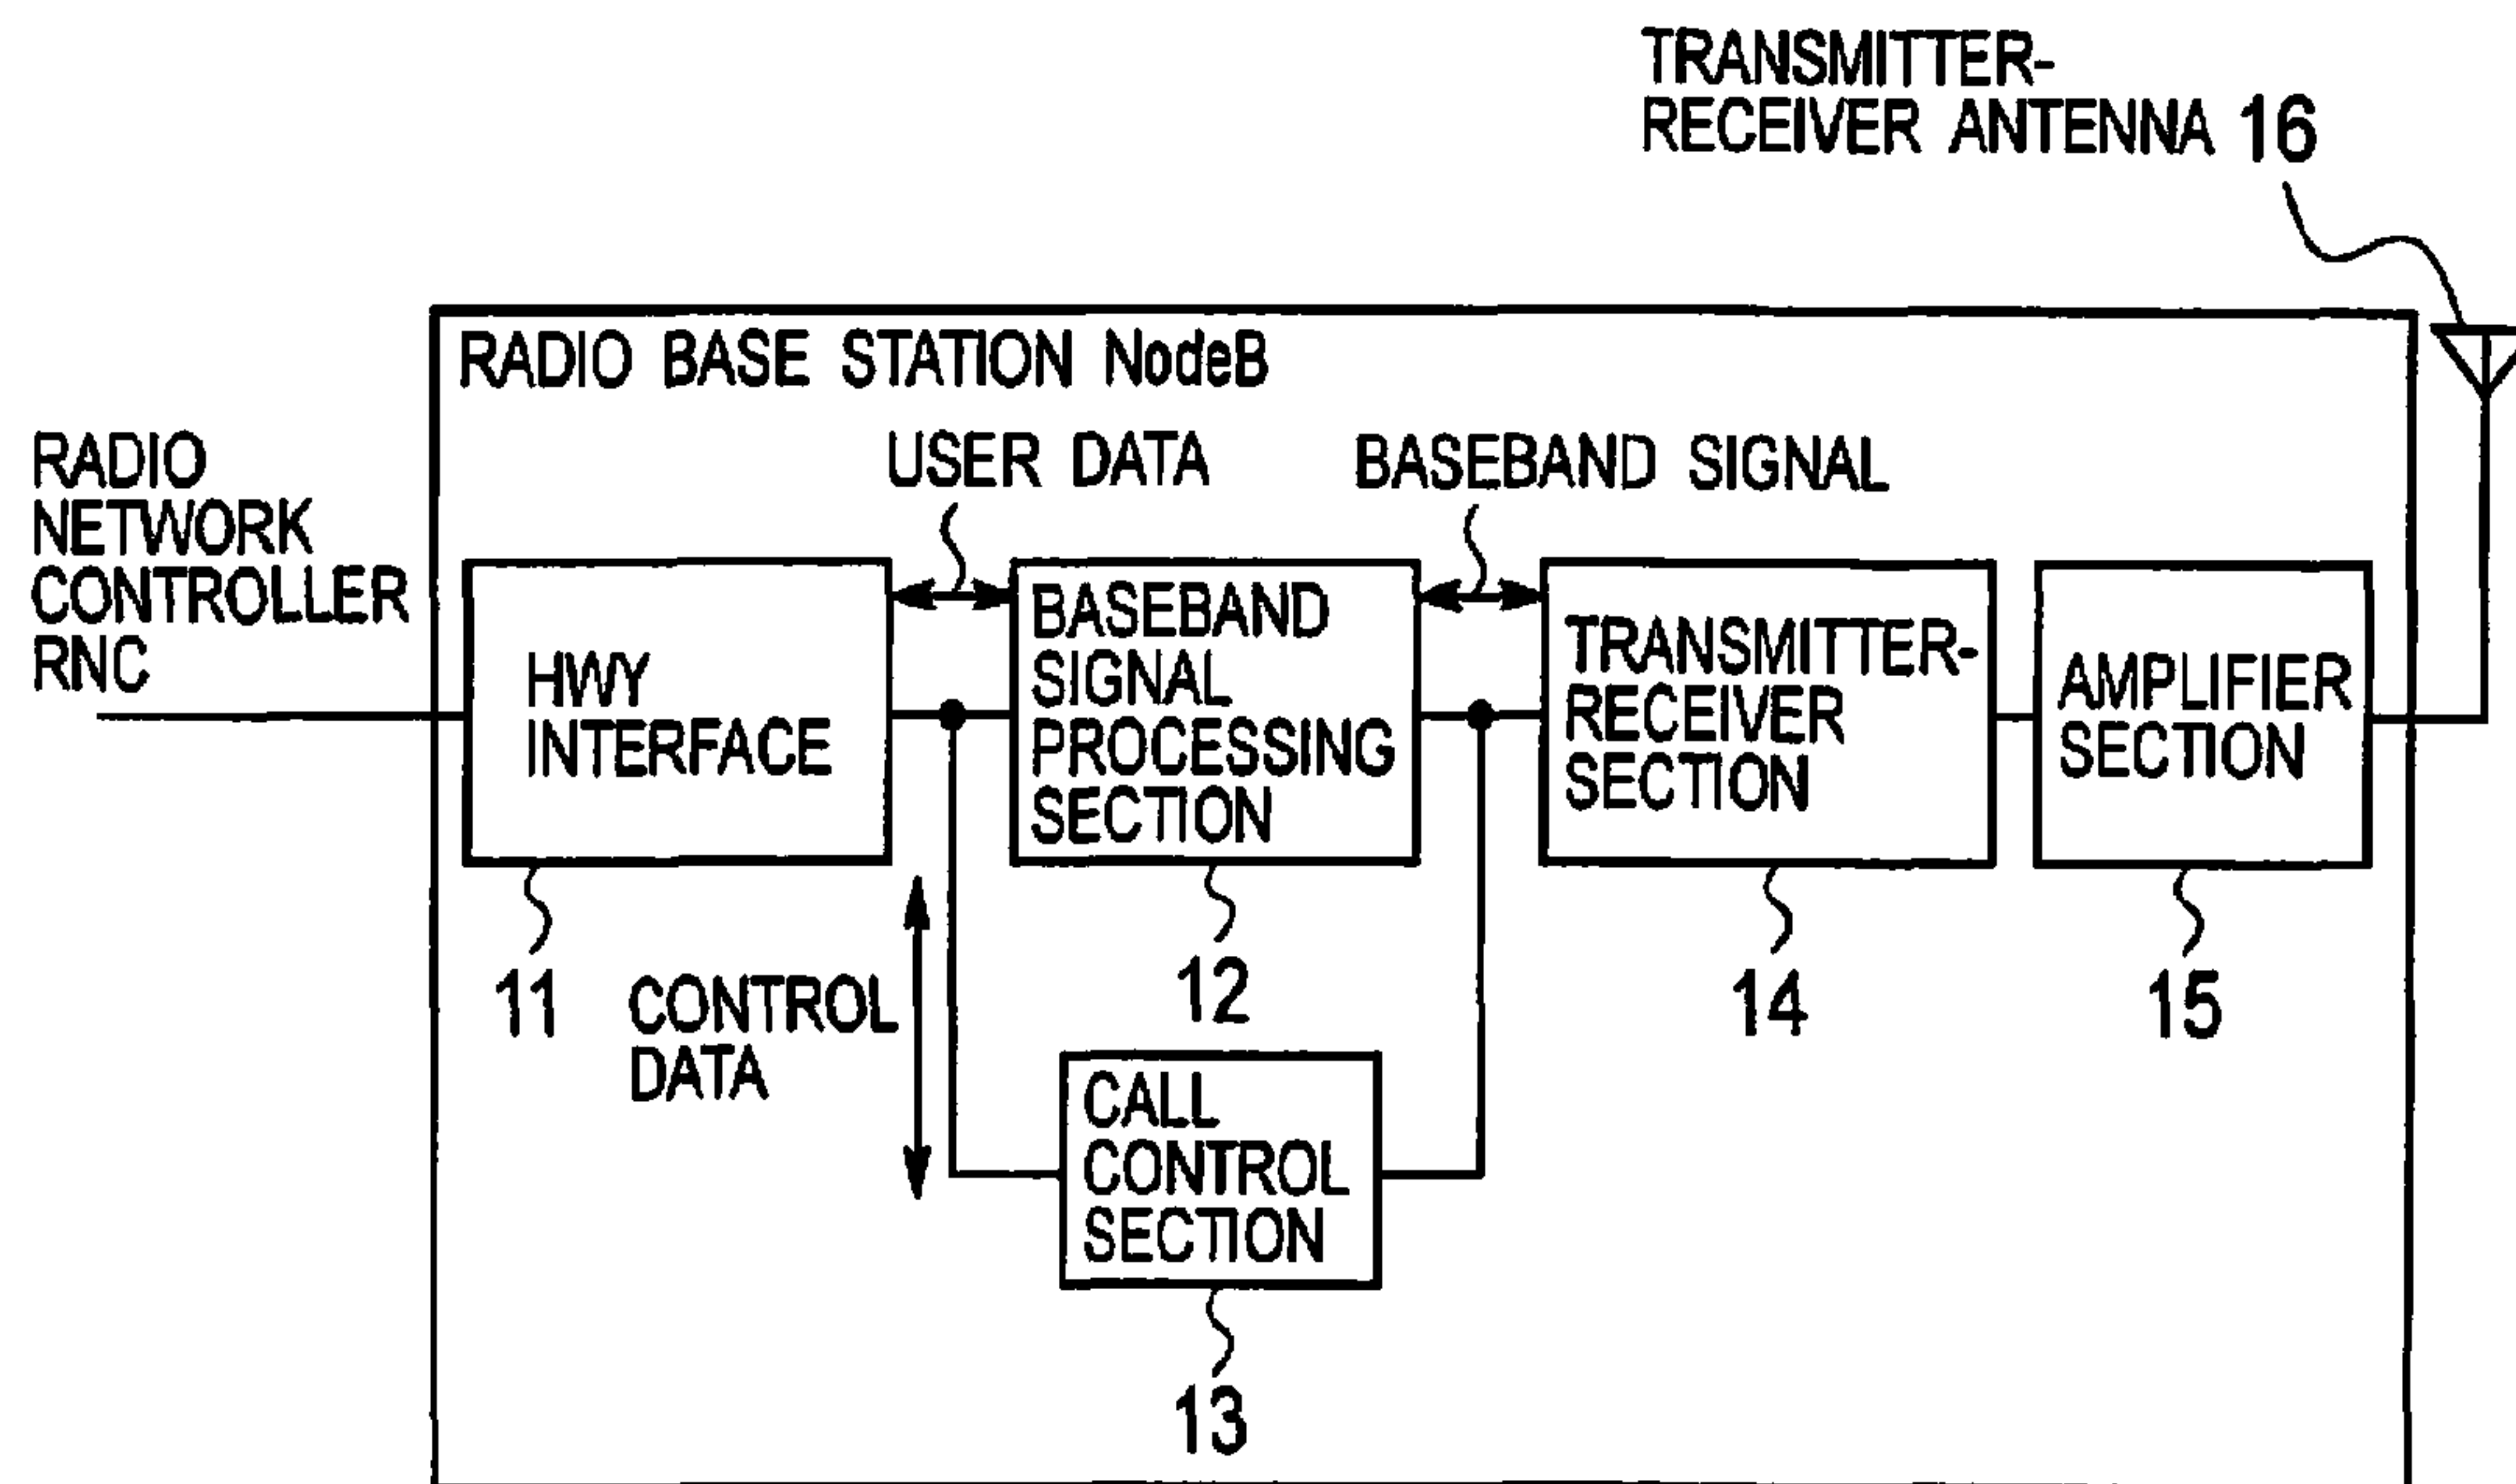 TRANSMITTER-
RECEIVER ANTENNA 16
RADIO BASE STATION NodeB
RADIO
NETWORK
CONTROLLER
RNC
USER DATA
BASEBAND SIGNAL
HWY
INTERFACE
BASEBAND
SIGNAL
PROCESSING
SECTION
TRANSMITTER-
RECEIVER
SECTION
AMPLIFIER
SECTION
11
12
14
15
CONTROL
DATA
CALL
CONTROL
SECTION
13